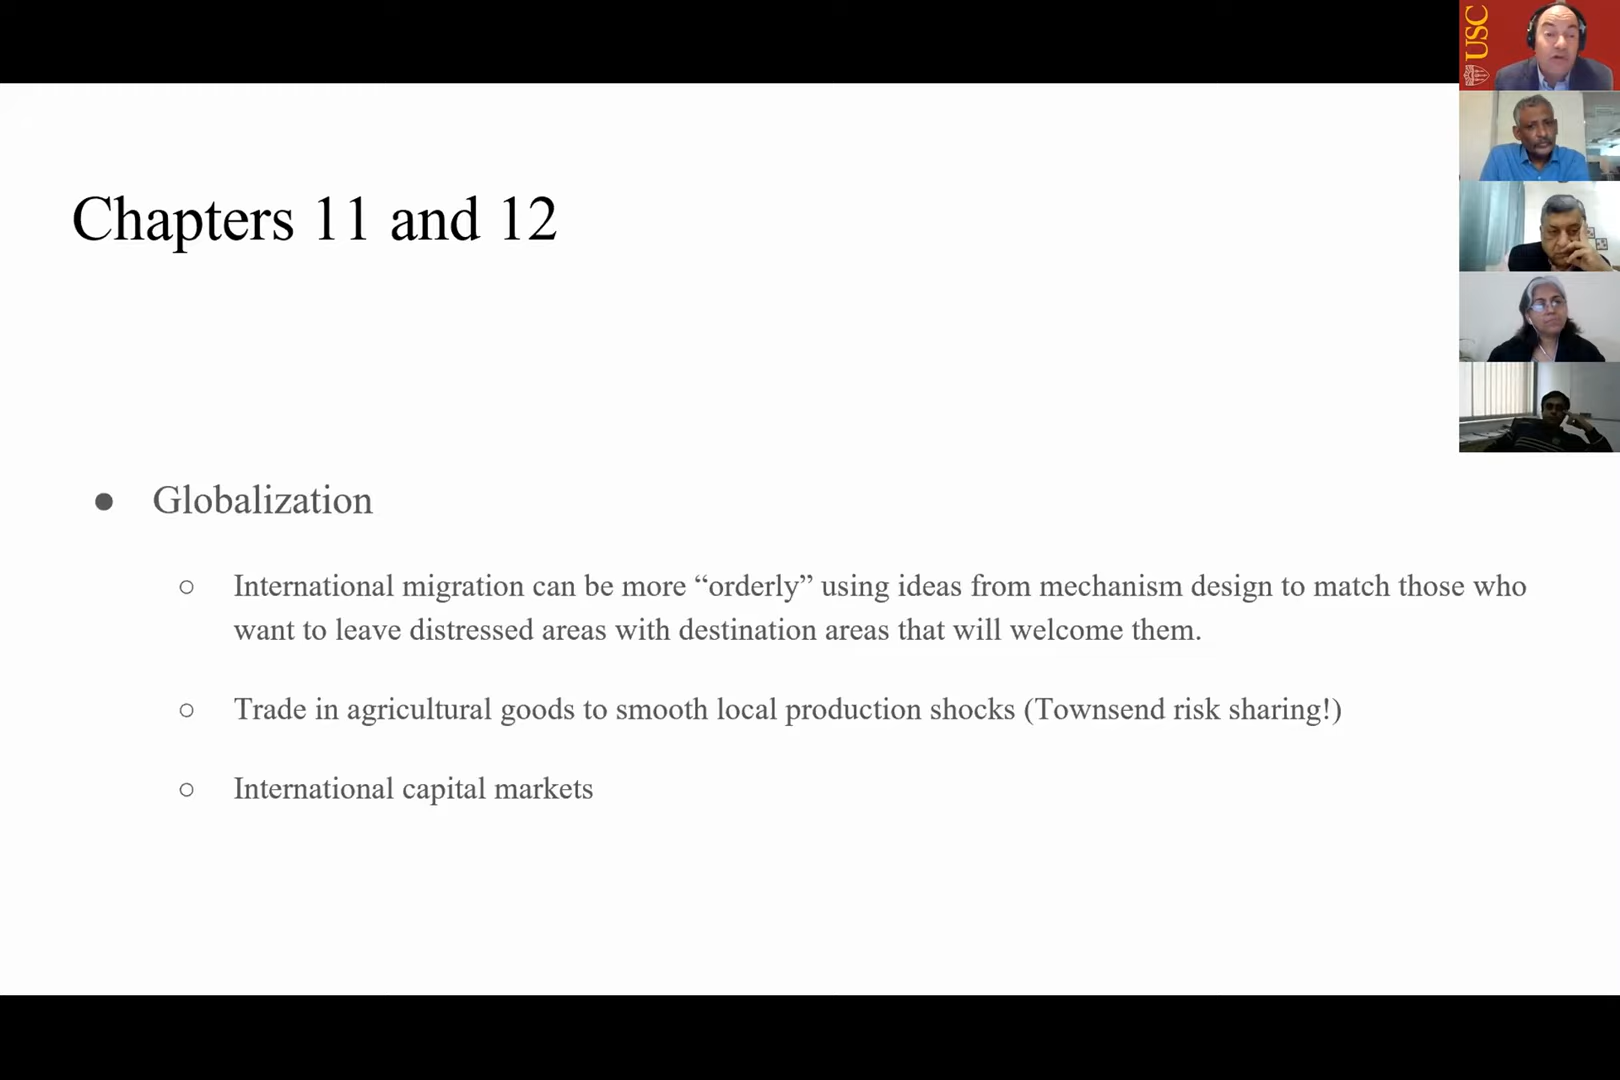 USC
Chapters 11 and 12
● Globalization
○ International migration can be more “orderly” using ideas from mechanism design to match those who
want to leave distressed areas with destination areas that will welcome them.
○ Trade in agricultural goods to smooth local production shocks (Townsend risk sharing!)
○ International capital markets